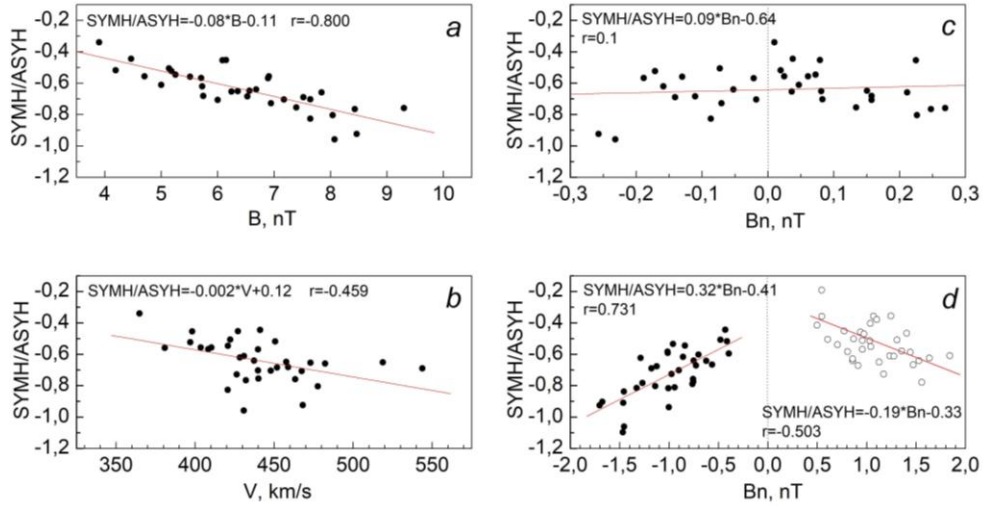 SYMH/ASYH=-0.08*B-0.11 r=-0.800
a
-0,2
-0,4
-0,6
-0,8
-1,0
-1,2
SYMH/ASYH
4 5 6 7 8 9 10
B, nT
SYMH/ASYH=0.09*Bn-0.64
r=0.1
c
-0,2
-0,4
-0,6
-0,8
-1,0
-1,2
SYMH/ASYH
-0,3 -0,2 -0,1 0,0 0,1 0,2 0,3
Bn, nT
SYMH/ASYH=-0.002*V+0.12 r=-0.459
b
-0,2
-0,4
-0,6
-0,8
-1,0
-1,2
SYMH/ASYH
350 400 450 500 550
V, km/s
SYMH/ASYH=0.32*Bn-0.41
r=0.731
d
-0,2
-0,4
-0,6
-0,8
-1,0
-1,2
SYMH/ASYH
SYMH/ASYH=-0.19*Bn-0.33
r=-0.503
-2,0 -1,5 -1,0 -0,5 0,0 0,5 1,0 1,5 2,0
Bn, nT